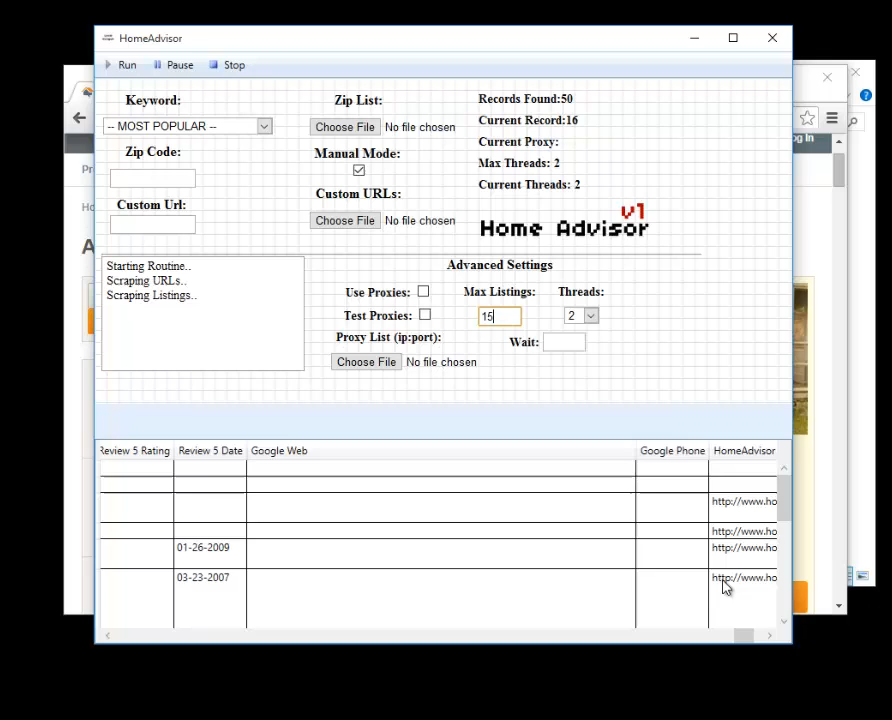 HomeAdvisor
Run Pause Stop
Keyword:
-- MOST POPULAR --
Zip Code:
Custom Url:
Zip List:
Choose File No file chosen
Manual Mode:
Custom URLs:
Choose File No file chosen
Records Found:50
Current Record:16
Current Proxy:
Max Threads: 2
Current Threads: 2
v1
Home Advisor
Starting Routine..
Scraping URLs..
Scraping Listings..
Advanced Settings
Use Proxies: Max Listings: Threads:
Test Proxies: 15 2
Proxy List (ip:port): Wait:
Choose File No file chosen
Review 5 Rating Review 5 Date Google Web Google Phone HomeAdvisor
http://www.ho
http://www.ho
01-26-2009 http://www.ho
03-23-2007 http://www.ho
og In
Pr
Ho
A